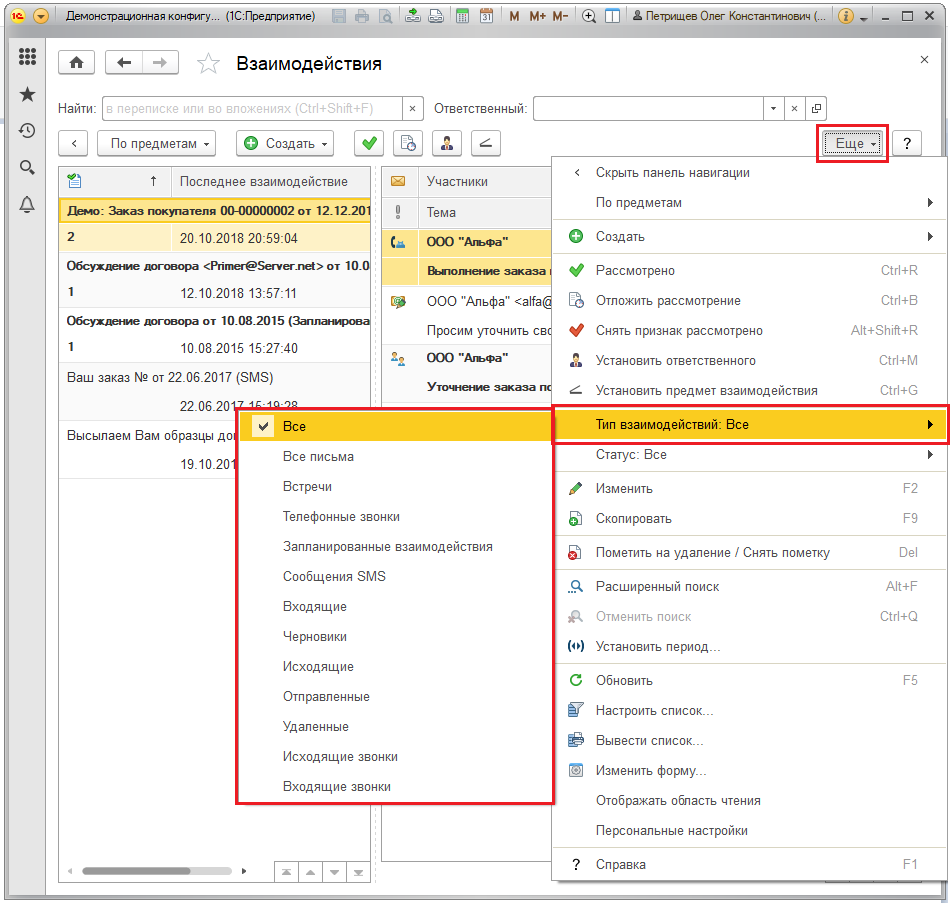 1С Демонстрационная конфигу... (1С:Предприятие) 31 M M+ M- Петрищев Олег Константинович (...
Взаимодействия
Найти: в переписке или во вложениях (Ctrl+Shift+F) Ответственный:
По предметам Создать Еще ?
Последнее взаимодействие
Участники
Тема
Демо: Заказ покупателя 00-00000002 от 12.12.201
2 20.10.2018 20:59:04
Обсуждение договора <Primer@Server.net> от 10.0
1 12.10.2018 13:57:11
Обсуждение договора от 10.08.2015 (Запланирова
1 10.08.2015 15:27:40
Ваш заказ № от 22.06.2017 (SMS)
22.06.2017 15:19:28
Высылаем Вам образцы до
19.10.201
ООО "Альфа"
Выполнение заказа
ООО "Альфа" <alfa@
Просим уточнить сво
ООО "Альфа"
Уточнение заказа по
Скрыть панель навигации
По предметам
Создать
Рассмотрено Ctrl+R
Отложить рассмотрение Ctrl+B
Снять признак рассмотрено Alt+Shift+R
Установить ответственного Ctrl+M
Установить предмет взаимодействия Ctrl+G
Тип взаимодействий: Все
Статус: Все
Изменить F2
Скопировать F9
Пометить на удаление / Снять пометку Del
Расширенный поиск Alt+F
Отменить поиск Ctrl+Q
Установить период...
Обновить F5
Настроить список...
Вывести список...
Изменить форму...
Отображать область чтения
Персональные настройки
? Справка F1
Все
Все письма
Встречи
Телефонные звонки
Запланированные взаимодействия
Сообщения SMS
Входящие
Черновики
Исходящие
Отправленные
Удаленные
Исходящие звонки
Входящие звонки